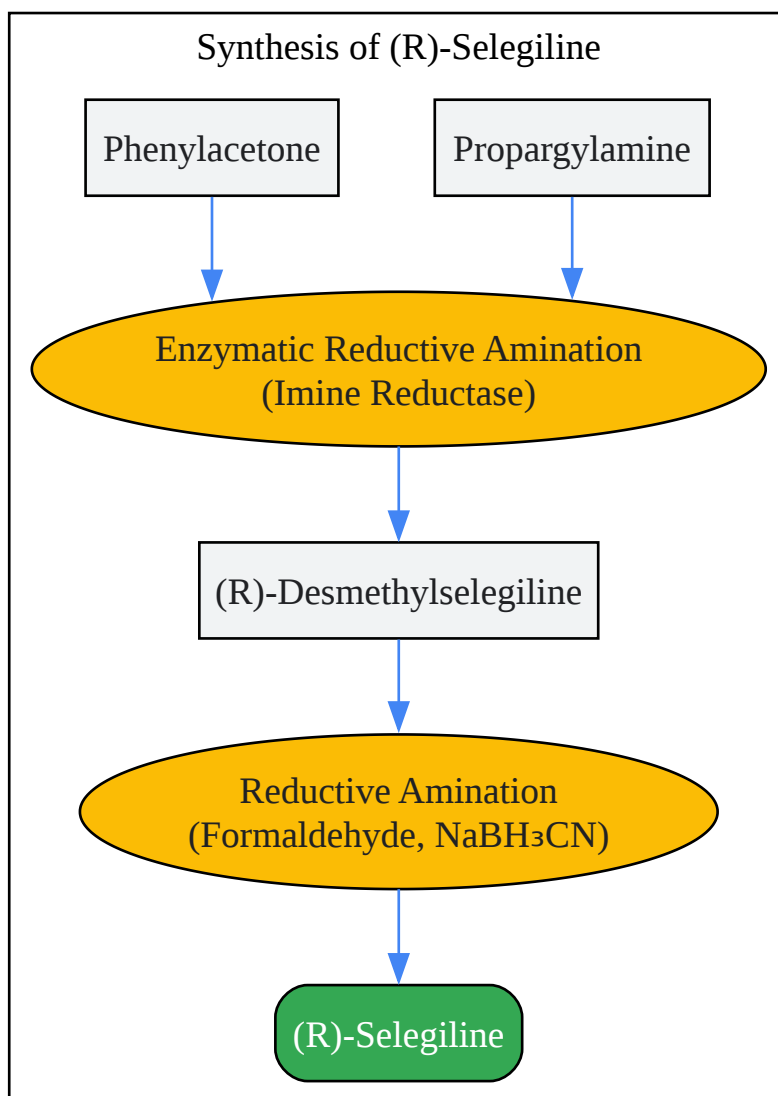 Synthesis of (R)-Selegiline
Phenylacetone
Propargylamine
Enzymatic Reductive Amination
(Imine Reductase)
(R)-Desmethylselegiline
Reductive Amination
(Formaldehyde, NaBH₃CN)
(R)-Selegiline